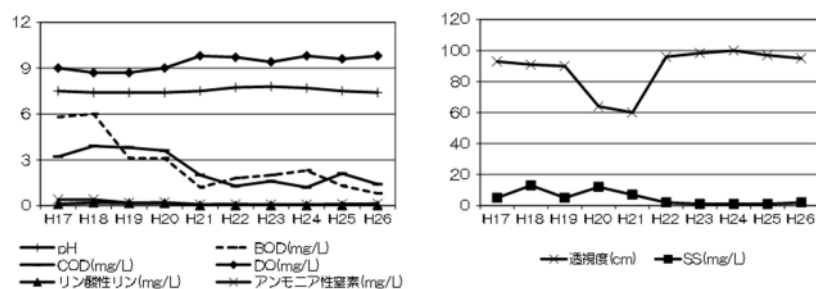 12
9
6
3
0
H17 H18 H19 H20 H21 H22 H23 H24 H25 H26
pH
BOD(mg/L)
COD(mg/L)
DO(mg/L)
リン酸性リン(mg/L)
アンモニア性窒素(mg/L)
120
100
80
60
40
20
0
H17 H18 H19 H20 H21 H22 H23 H24 H25 H26
透視度(cm)
SS(mg/L)